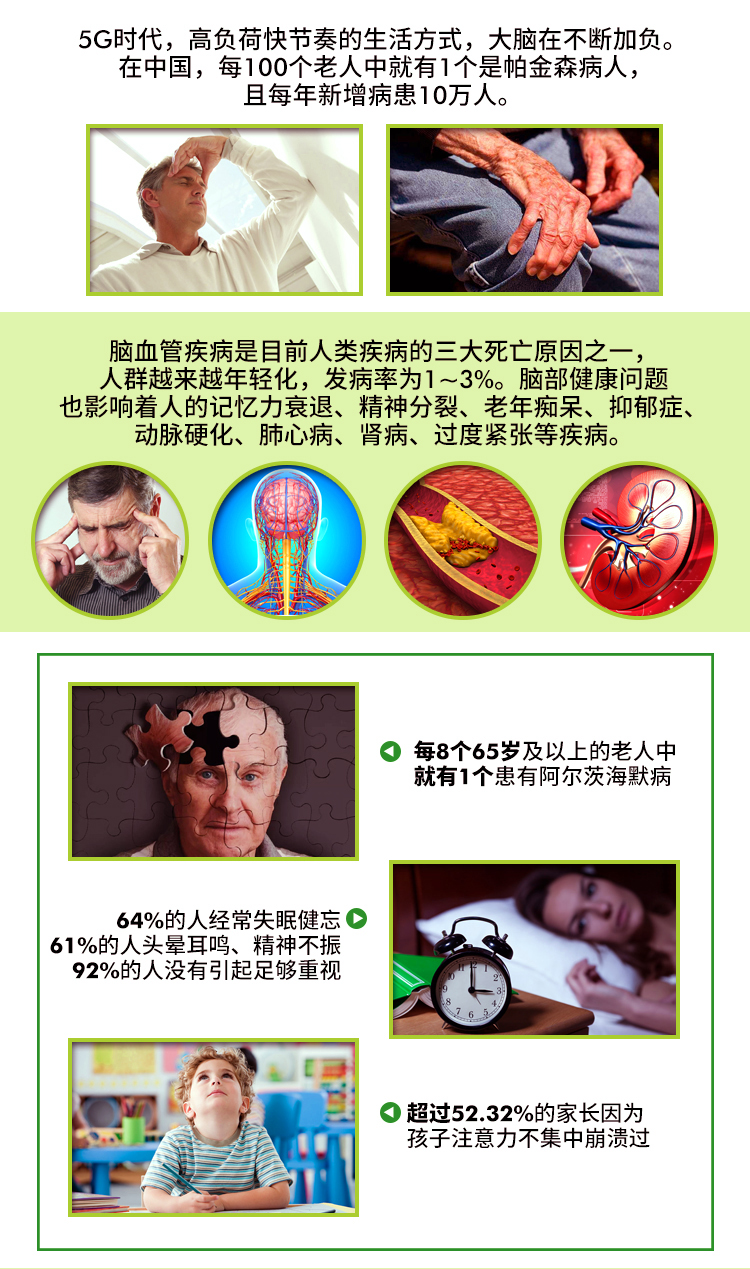 5G时代，高负荷快节奏的生活方式，大脑在不断加负。
在中国，每100个老人中就有1个是帕金森病人，
且每年新增病患10万人。
脑血管疾病是目前人类疾病的三大死亡原因之一，
人群越来越年轻化，发病率为1~3%。脑部健康问题
也影响着人的记忆力衰退、精神分裂、老年痴呆、抑郁症、
动脉硬化、肺心病、肾病、过度紧张等疾病。
每8个65岁及以上的老人中
就有1个患有阿尔茨海默病
64%的人经常失眠健忘
61%的人头晕耳鸣、精神不振
92%的人没有引起足够重视
超过52.32%的家长因为
孩子注意力不集中崩溃过